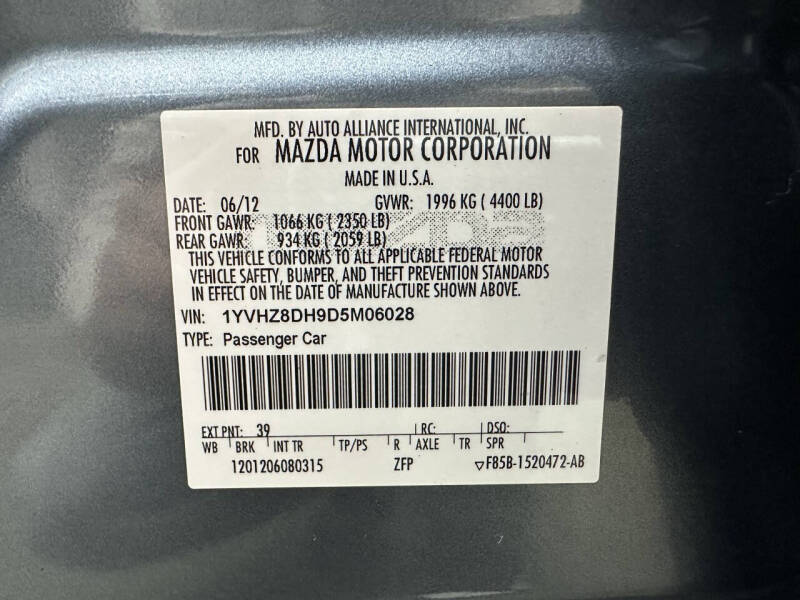 MFD. BY AUTO ALLIANCE INTERNATIONAL, INC.
FOR MAZDA MOTOR CORPORATION
MADE IN U.S.A.
DATE: 06/12 GVWR: 1996 KG ( 4400 LB)
FRONT GAWR: 1066 KG ( 2350 LB)
REAR GAWR: 934 KG ( 2059 LB)
THIS VEHICLE CONFORMS TO ALL APPLICABLE FEDERAL MOTOR
VEHICLE SAFETY, BUMPER, AND THEFT PREVENTION STANDARDS
IN EFFECT ON THE DATE OF MANUFACTURE SHOWN ABOVE.
VIN: 1YVHZ8DH9D5M06028
TYPE: Passenger Car
EXT PNT: 39 RC: DSO:
WB BRK INT TR TP/PS R AXLE TR SPR
1201206080315 ZFP ▽F85B-1520472-AB